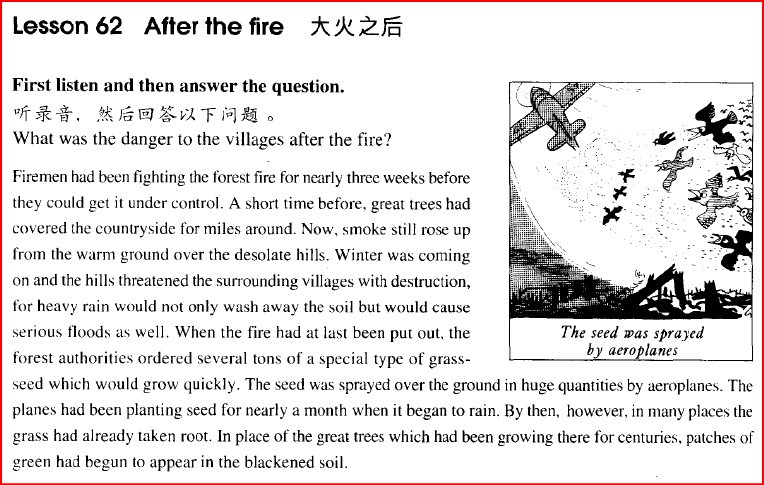 Lesson 62 After the fire 大火之后
First listen and then answer the question.
听录音，然后回答以下问题。
What was the danger to the villages after the fire?
Firemen had been fighting the forest fire for nearly three weeks before
they could get it under control. A short time before, great trees had
covered the countryside for miles around. Now, smoke still rose up
from the warm ground over the desolate hills. Winter was coming
on and the hills threatened the surrounding villages with destruction,
for heavy rain would not only wash away the soil but would cause
serious floods as well. When the fire had at last been put out, the
forest authorities ordered several tons of a special type of grass-
seed which would grow quickly. The seed was sprayed over the ground in huge quantities by aeroplanes. The
planes had been planting seed for nearly a month when it began to rain. By then, however, in many places the
grass had already taken root. In place of the great trees which had been growing there for centuries, patches of
green had begun to appear in the blackened soil.
The seed was sprayed
by aeroplanes